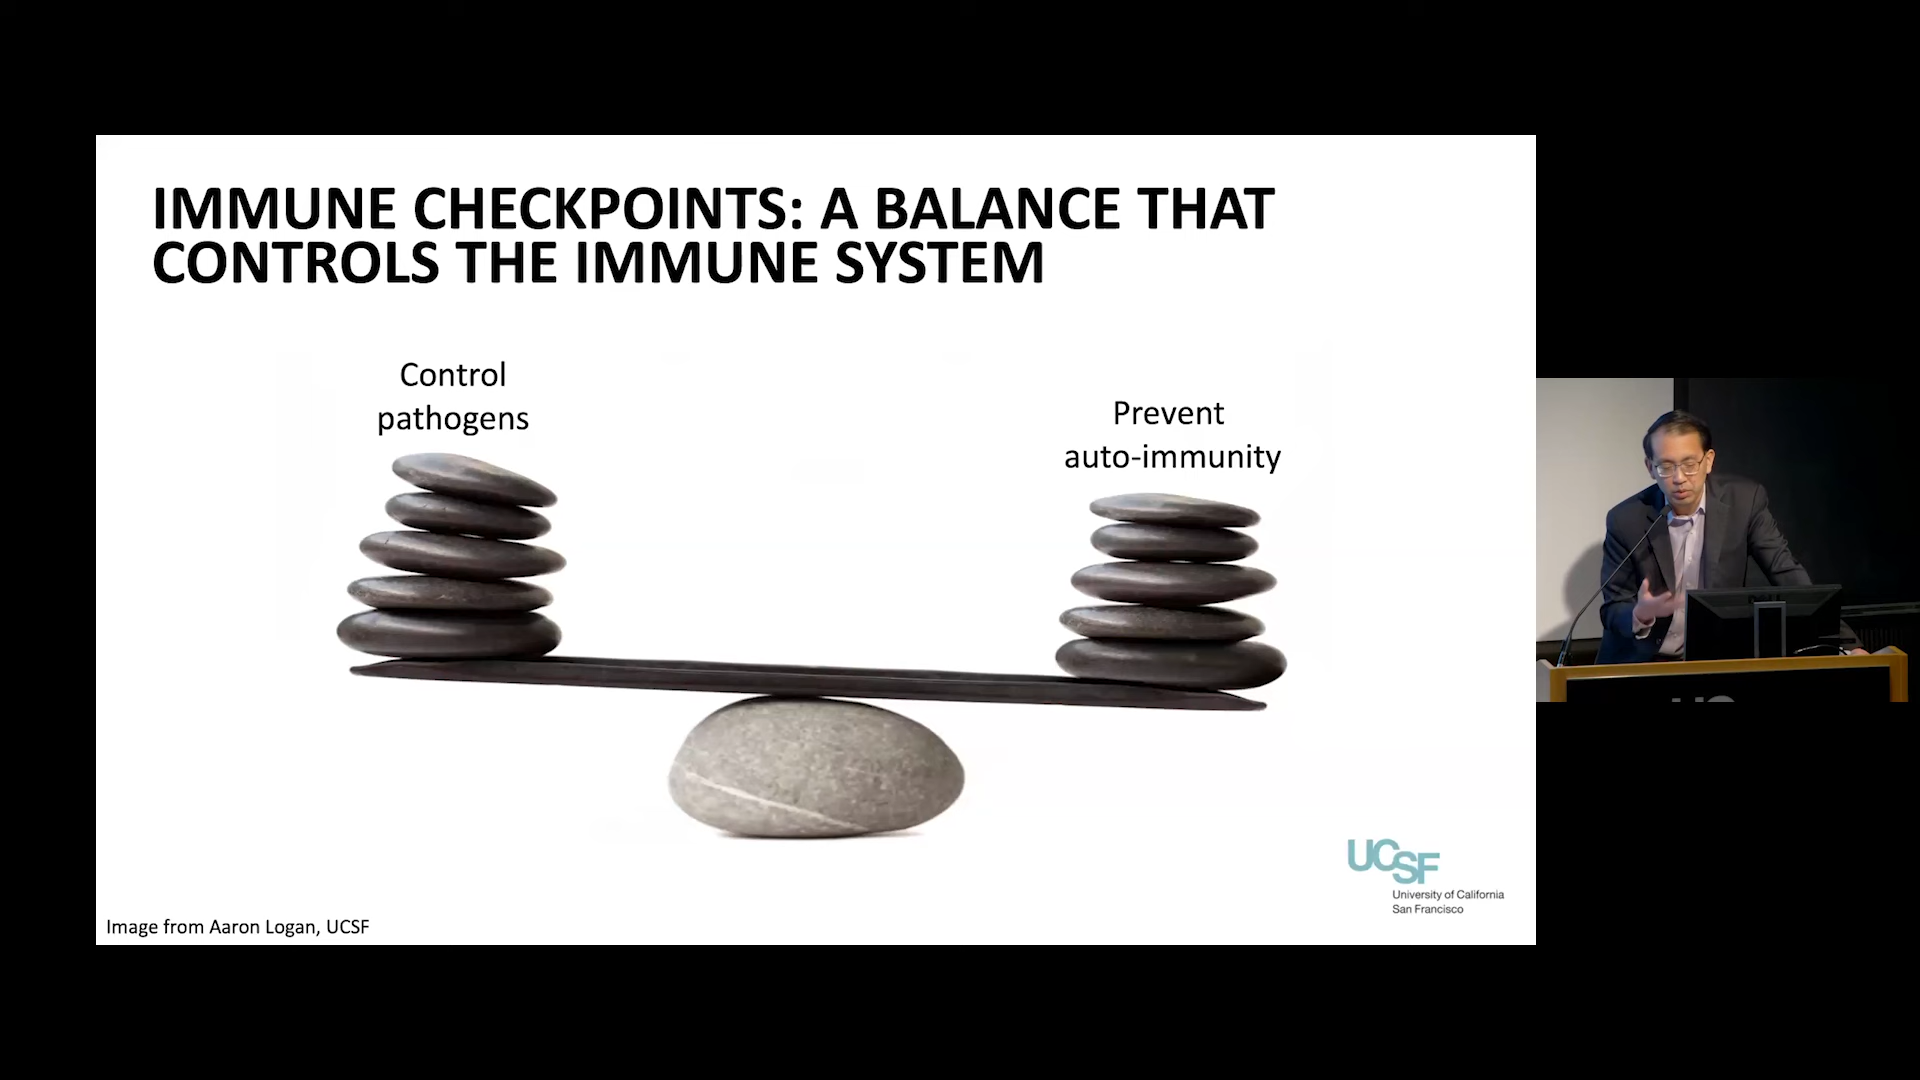 IMMUNE CHECKPOINTS: A BALANCE THAT
CONTROLS THE IMMUNE SYSTEM
Control
pathogens
Prevent
auto-immunity
UCSF
University of California
San Francisco
Image from Aaron Logan, UCSF
DELL